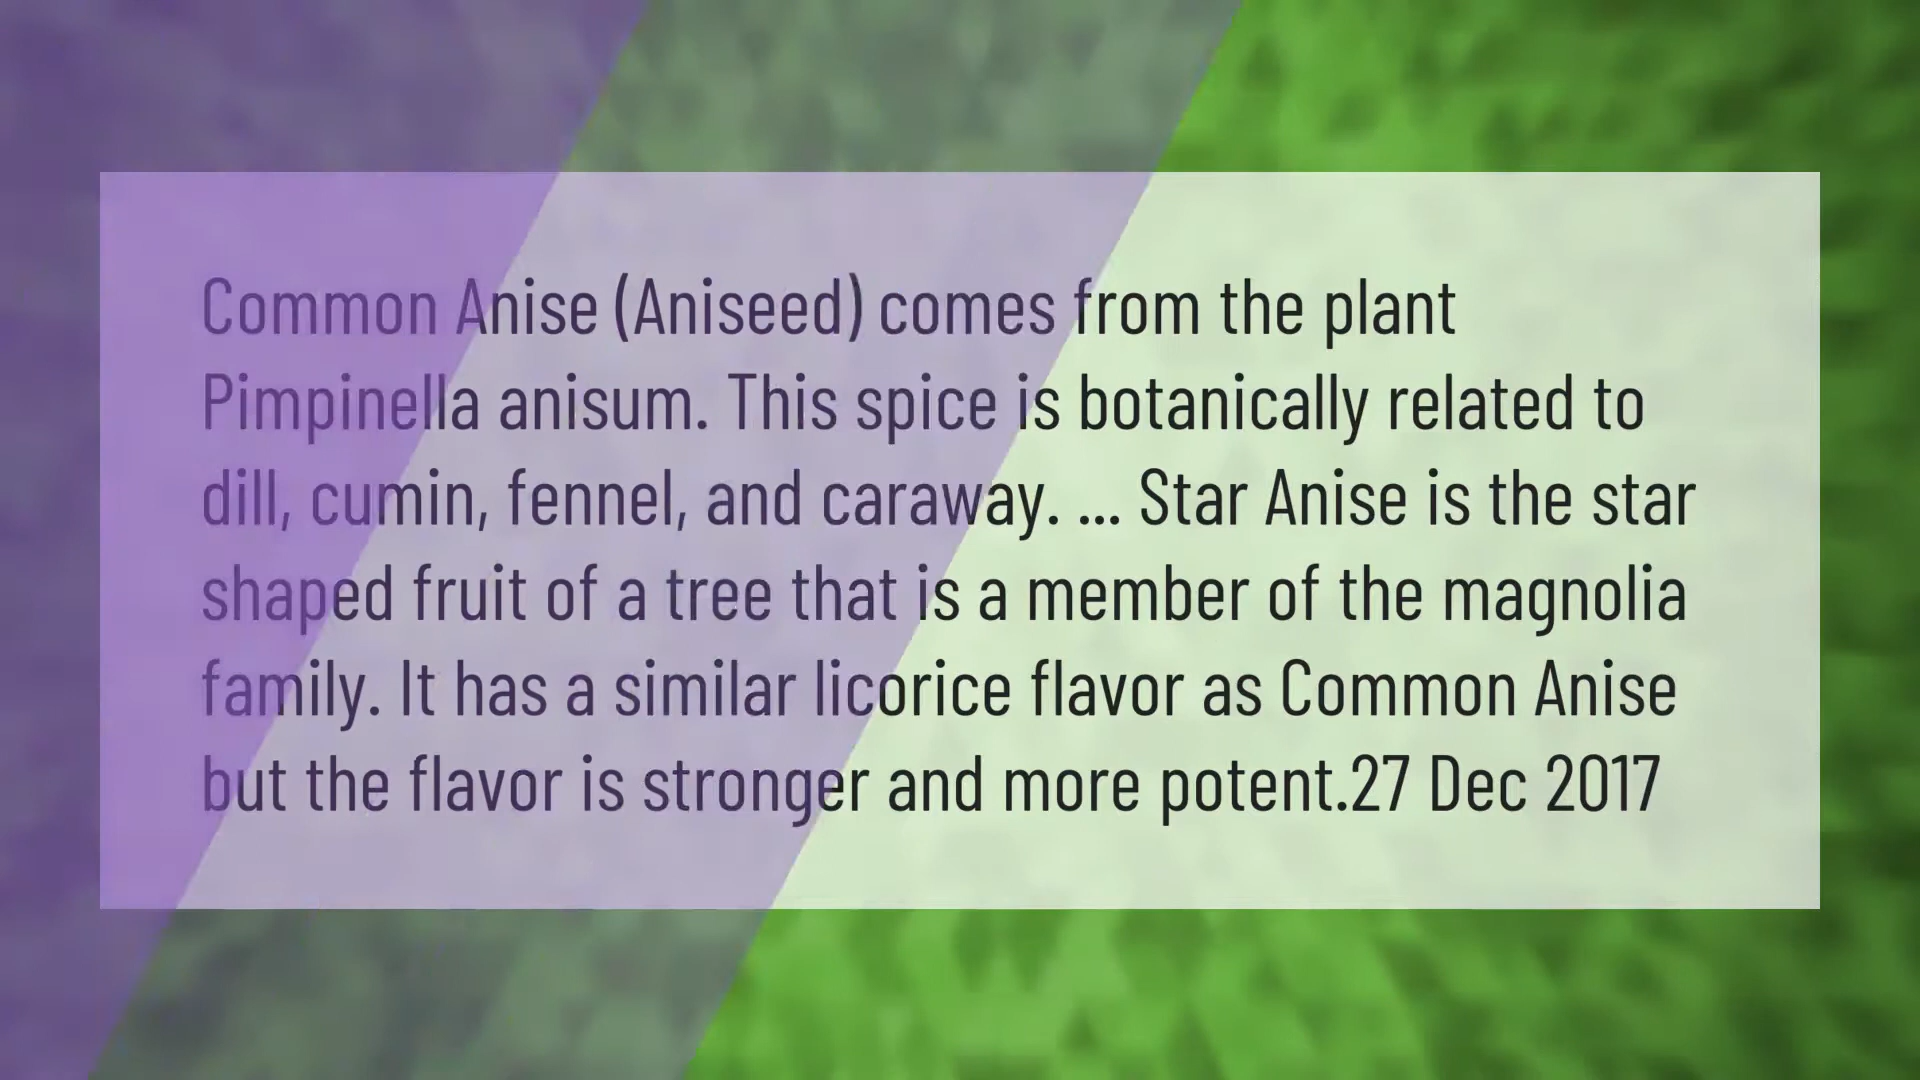 Common Anise (Aniseed) comes from the plant
Pimpinella anisum. This spice is botanically related to
dill, cumin, fennel, and caraway. ... Star Anise is the star
shaped fruit of a tree that is a member of the magnolia
family. It has a similar licorice flavor as Common Anise
but the flavor is stronger and more potent.27 Dec 2017